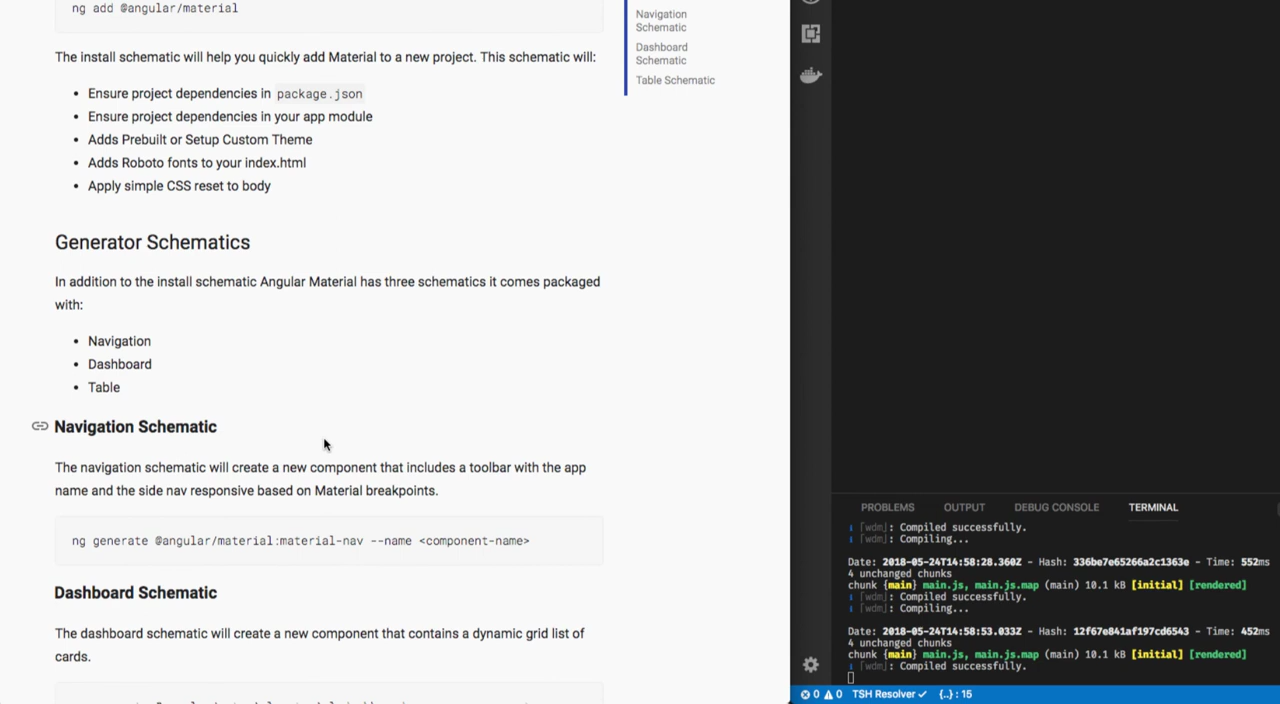 ng add @angular/material
The install schematic will help you quickly add Material to a new project. This schematic will:
• Ensure project dependencies in package.json
• Ensure project dependencies in your app module
• Adds Prebuilt or Setup Custom Theme
• Adds Roboto fonts to your index.html
• Apply simple CSS reset to body
Generator Schematics
In addition to the install schematic Angular Material has three schematics it comes packaged
with:
• Navigation
• Dashboard
• Table
Navigation Schematic
The navigation schematic will create a new component that includes a toolbar with the app
name and the side nav responsive based on Material breakpoints.
ng generate @angular/material:material-nav --name <component-name>
Dashboard Schematic
The dashboard schematic will create a new component that contains a dynamic grid list of
cards.
Navigation
Schematic
Dashboard
Schematic
Table Schematic
PROBLEMS OUTPUT DEBUG CONSOLE TERMINAL
i ｢wdm｣: Compiled successfully.
i ｢wdm｣: Compiling...
Date: 2018-05-24T14:58:28.360Z - Hash: 336be7e65266a2c1363e - Time: 552ms
4 unchanged chunks
chunk {main} main.js, main.js.map (main) 10.1 kB [initial] [rendered]
i ｢wdm｣: Compiled successfully.
i ｢wdm｣: Compiling...
Date: 2018-05-24T14:58:53.033Z - Hash: 12f67e841af197cd6543 - Time: 452ms
4 unchanged chunks
chunk {main} main.js, main.js.map (main) 10.1 kB [initial] [rendered]
i ｢wdm｣: Compiled successfully.
0 0 TSH Resolver ✓ {..} : 15